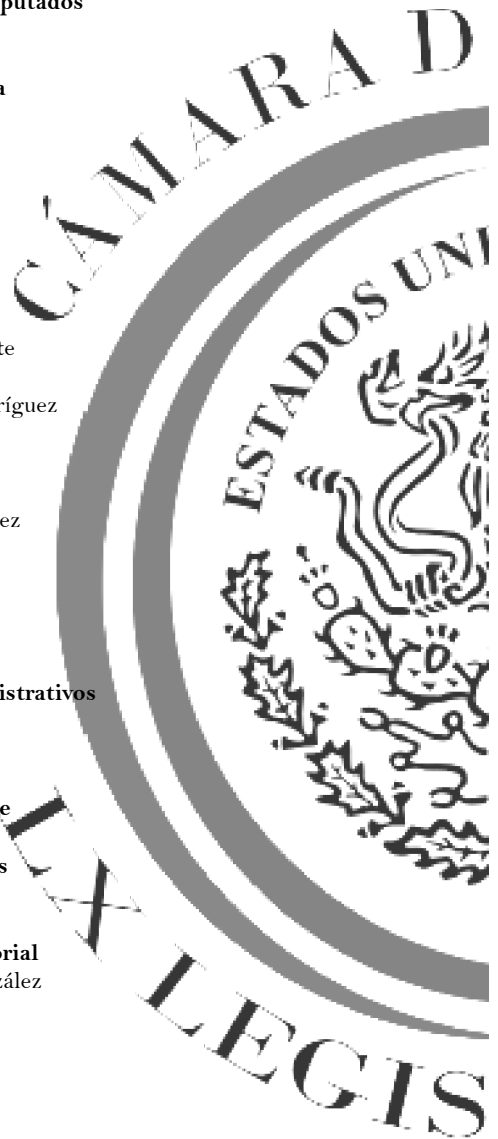 putados
a
CÁMARA D
ESTADOS UNI
te
ríguez
ez
istrativos
e
s
orial
zález
LX LEGIS